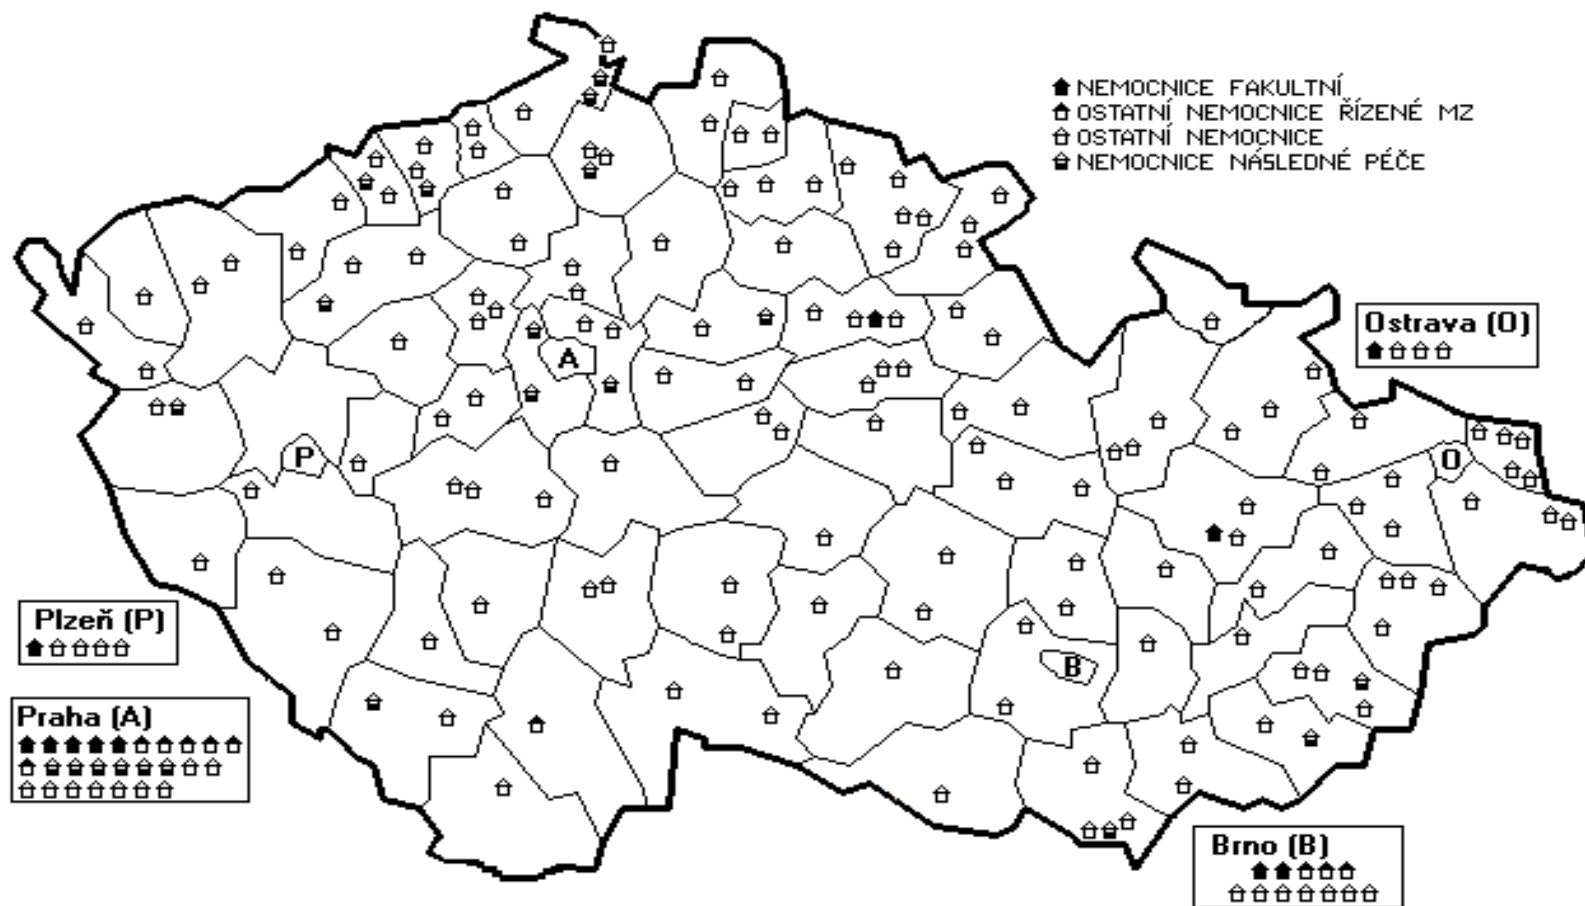 NEMOCNICE FAKULTNÍ
OSTATNÍ NEMOCNICE ŘÍZENÉ MZ
OSTATNÍ NEMOCNICE
NEMOCNICE NÁSLEDNÉ PÉČE
Ostrava (O)
A
P
O
Plzeň (P)
B
Praha (A)
Brno (B)